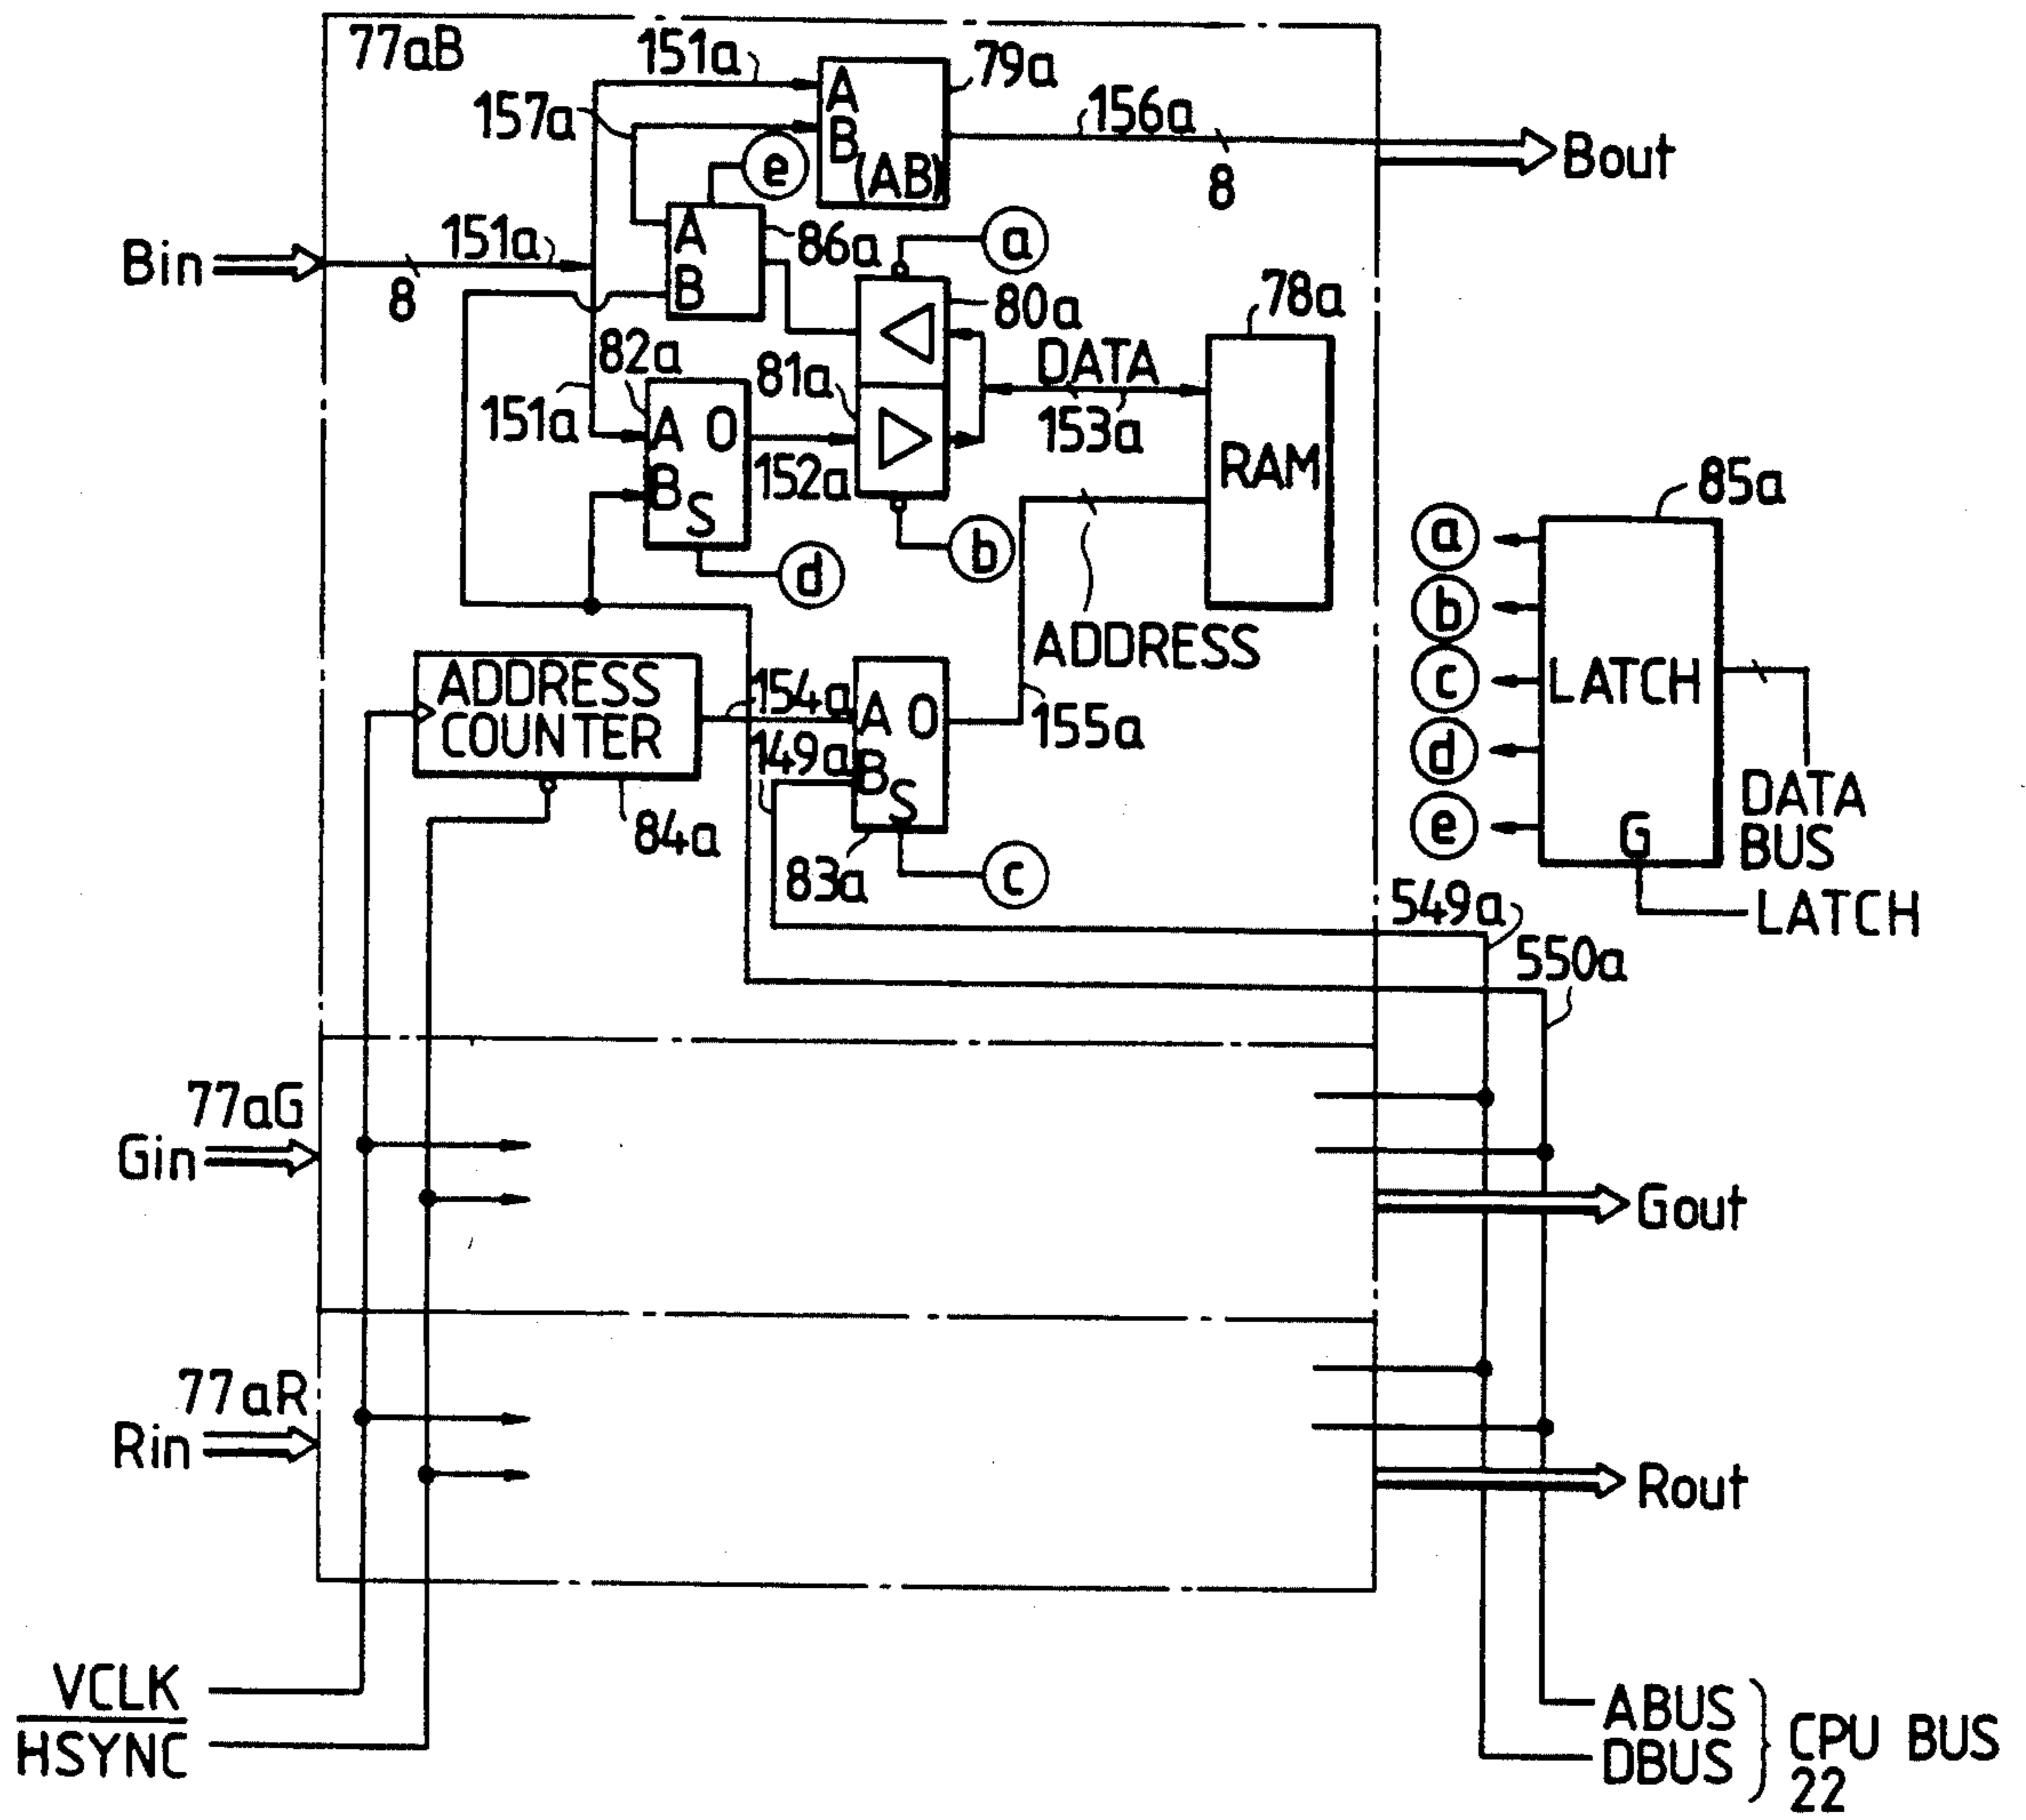 77aB
151a
79a
157a
A
B
(AB)
156a
8
Bout
e
Bin
151a
8
A
B
86a
a
80a
78a
82a
81a
DATA
151a
A O
B
S
152a
153a
RAM
85a
d
b
a
b
c
d
e
LATCH
G
DATA
BUS
LATCH
ADDRESS
ADDRESS
COUNTER
154a
149a
A O
B
S
155a
84a
83a
c
549a
550a
77aG
Gin
Gout
77aR
Rin
Rout
VCLK
HSYNC
ABUS
DBUS
CPU BUS
22